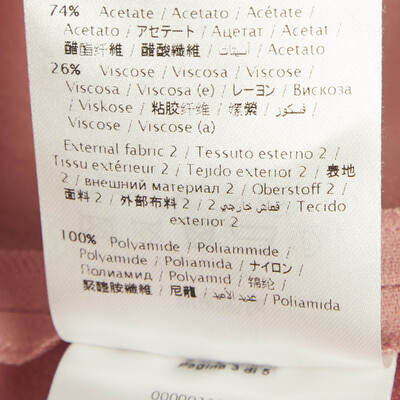 74% Acetate / Acetato / Acétate /
Acetato / アセテート / Ацетат / Acetat /
醋酯纤维 / 醋酸纖維 / أسيتات / Acetato
26% Viscose / Viscosa / Viscose /
Viscosa / Viscosa (e) / レーヨン / Вискоза
/ Viskose / 粘胶纤维 / 嫘縈 / فسكوز /
Viscose / Viscose (a)
External fabric 2 / Tessuto esterno 2 /
Tissu extérieur 2 / Tejido exterior 2 / 表地
2 / внешний материал 2 / Oberstoff 2 /
面料 2 / 外部布料 2 / قماش خارجي 2 / Tecido
exterior 2
100% Polyamide / Poliammide /
Polyamide / Poliamida / ナイロン /
Полиамид / Polyamid / 锦纶 /
聚醯胺纖維 / 尼龍 / عديد الأميد / Poliamida
Pagina 3 di 5